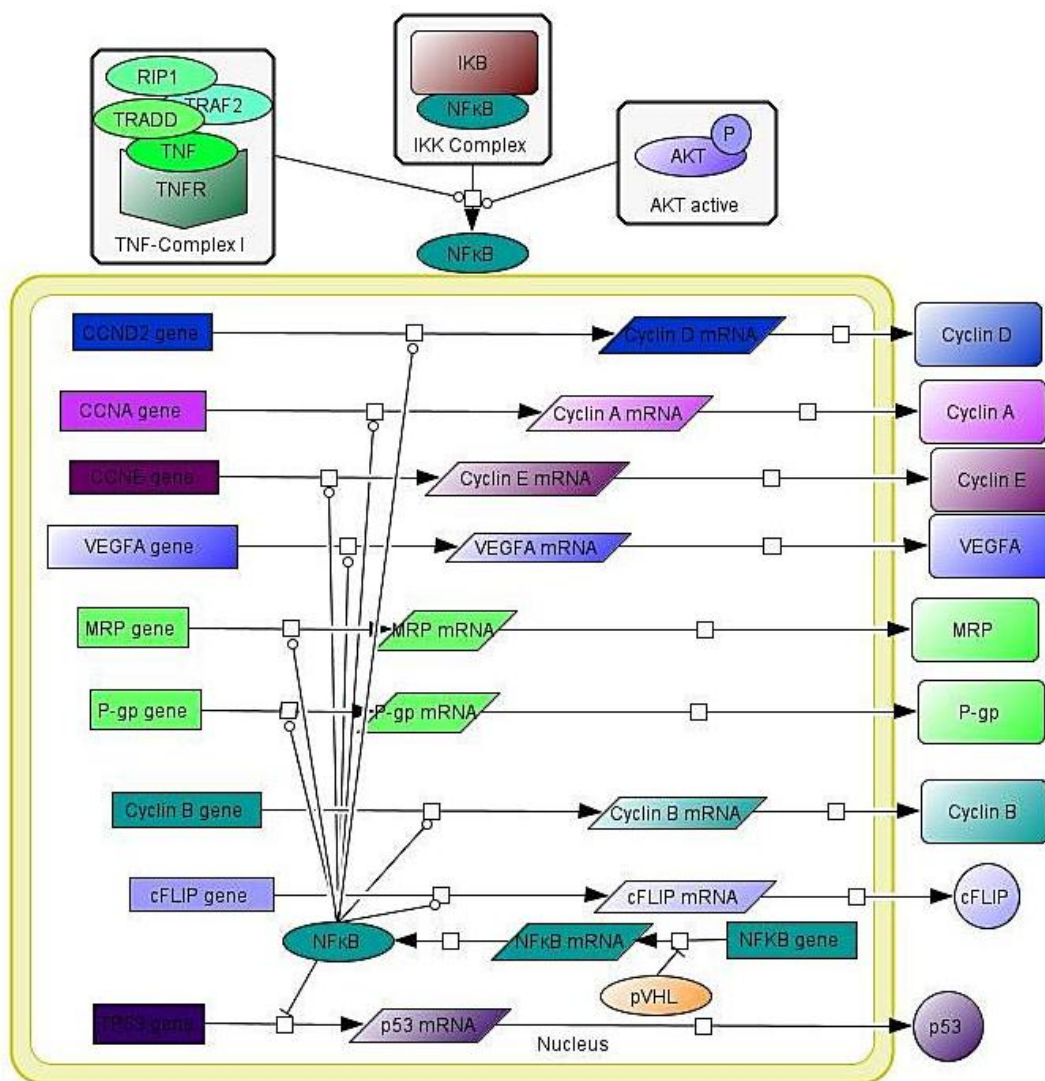 RIP1
TRAF2
TRADD
TNF
TNFR
TNF-Complex I
IKB
NFκB
IKK Complex
P
AKT
AKT active
NFκB
CCND2 gene
Cyclin D mRNA
Cyclin D
CCNA gene
Cyclin A mRNA
Cyclin A
CCNE gene
Cyclin E mRNA
Cyclin E
VEGFA gene
VEGFA mRNA
VEGFA
MRP gene
MRP mRNA
MRP
P-gp gene
P-gp mRNA
P-gp
Cyclin B gene
Cyclin B mRNA
Cyclin B
cFLIP gene
cFLIP mRNA
cFLIP
NFκB
NFκB mRNA
NFKB gene
pVHL
TP53 gene
p53 mRNA
p53
Nucleus